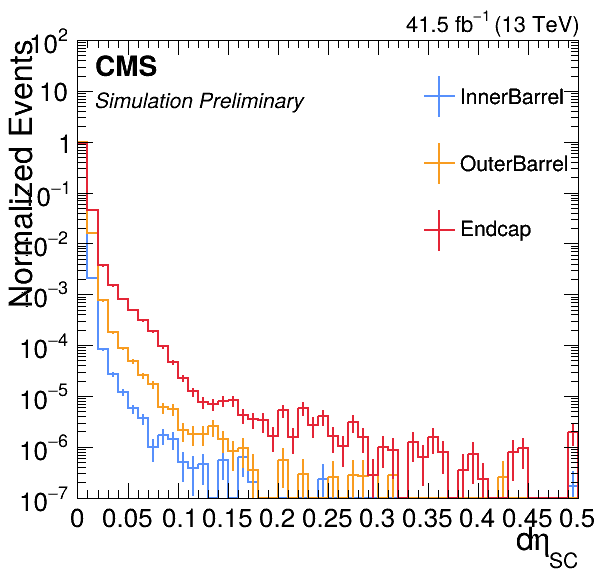 41.5 fb⁻¹ (13 TeV)
CMS
Simulation Preliminary
InnerBarrel
OuterBarrel
Endcap
Normalized Events
10²
10
1
10⁻¹
10⁻²
10⁻³
10⁻⁴
10⁻⁵
10⁻⁶
10⁻⁷
0 0.05 0.1 0.15 0.2 0.25 0.3 0.35 0.4 0.45 0.5
dη_SC